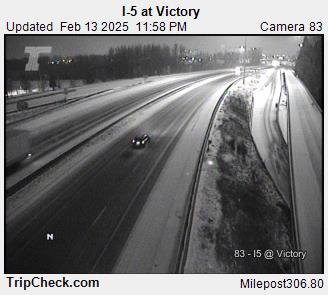 I-5 at Victory
Updated  Feb 13 2025  11:58 PM    Camera 83
T
N
83 - I5 @ Victory
TripCheck.com    Milepost306.80